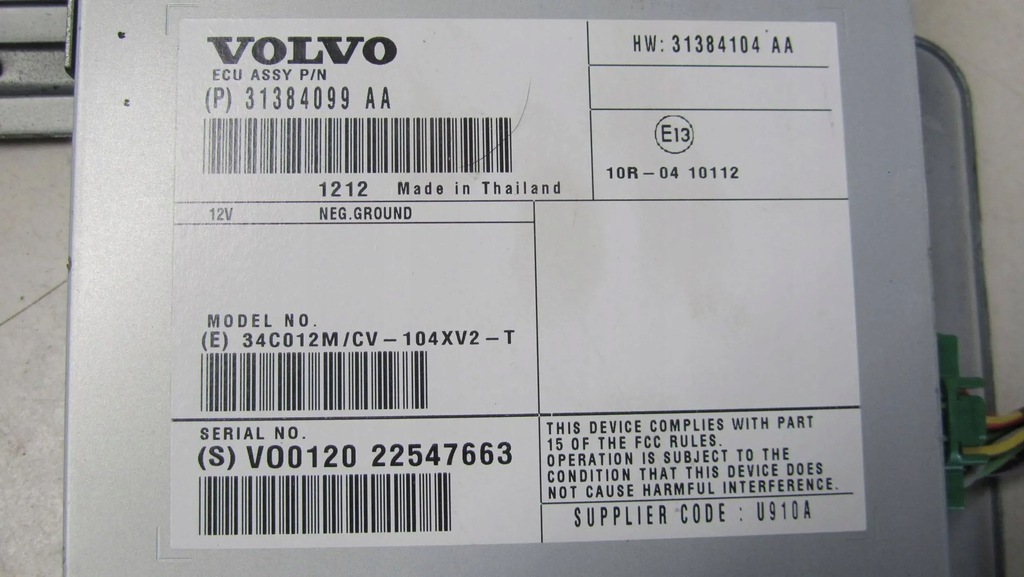 VOLVO
ECU ASSY P/N
(P) 31384099 AA
1212 Made in Thailand
HW: 31384104 AA
E13
10R-04 10112
12V NEG.GROUND
MODEL NO.
(E) 34C012M/CV-104XV2-T
SERIAL NO.
(S) VO0120 22547663
THIS DEVICE COMPLIES WITH PART
15 OF THE FCC RULES.
OPERATION IS SUBJECT TO THE
CONDITION THAT THIS DEVICE DOES
NOT CAUSE HARMFUL INTERFERENCE.
SUPPLIER CODE : U910A